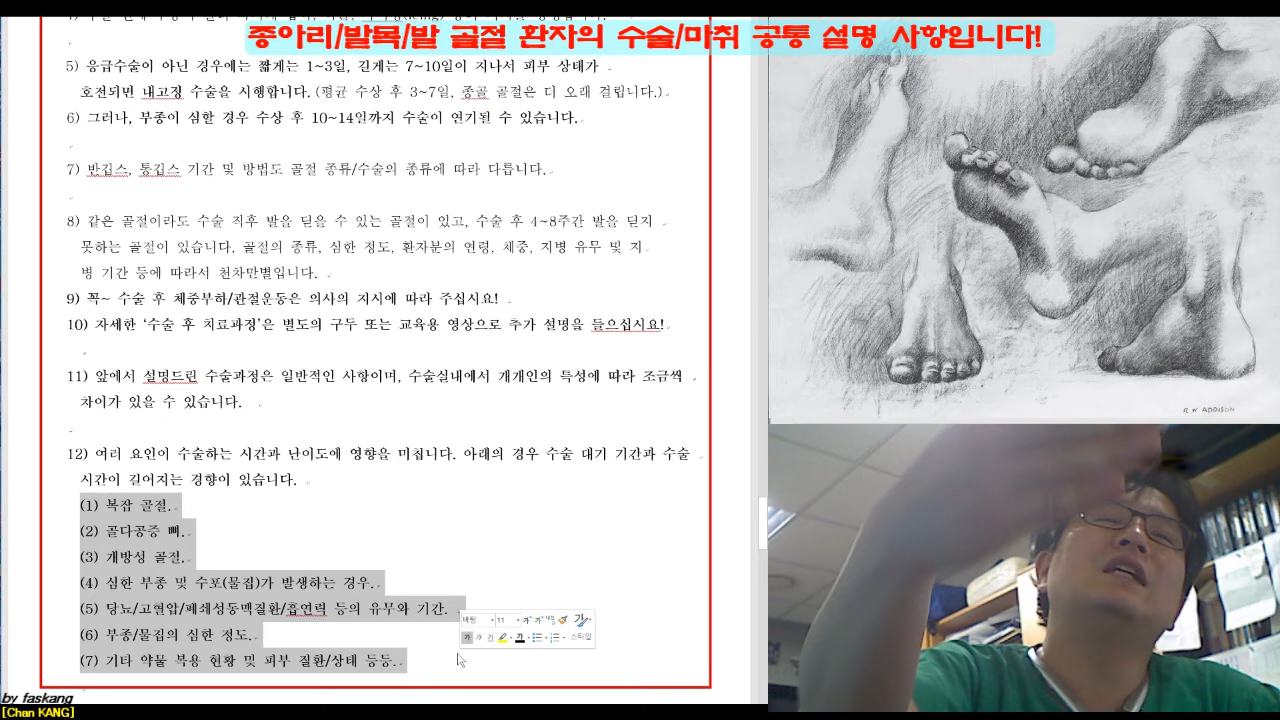 종아리/발목/발 골절 환자의 수술/마취 공통 설명 사항입니다!
5) 응급수술이 아닌 경우에는 짧게는 1~3일, 길게는 7~10일이 지나서 피부 상태가
호전되면 내고정 수술을 시행합니다. (평균 수상 후 3~7일, 종골 골절은 더 오래 걸립니다.)
6) 그러나, 부종이 심한 경우 수상 후 10~14일까지 수술이 연기될 수 있습니다.
7) 반깁스, 통깁스 기간 및 방법도 골절 종류/수술의 종류에 따라 다릅니다.
8) 같은 골절이라도 수술 직후 발을 딛을 수 있는 골절이 있고, 수술 후 4~8주간 발을 딛지
못하는 골절이 있습니다. 골절의 종류, 심한 정도, 환자분의 연령, 체중, 지병 유무 및 지
병 기간 등에 따라서 천차만별입니다.
9) 꼭~ 수술 후 체중부하/관절운동은 의사의 지시에 따라 주십시요!
10) 자세한 '수술 후 치료과정'은 별도의 구두 또는 교육용 영상으로 추가 설명을 들으십시요!
11) 앞에서 설명드린 수술과정은 일반적인 사항이며, 수술실내에서 개개인의 특성에 따라 조금씩
차이가 있을 수 있습니다.
12) 여러 요인이 수술하는 시간과 난이도에 영향을 미칩니다. 아래의 경우 수술 대기 기간과 수술
시간이 길어지는 경향이 있습니다.
(1) 복잡 골절.
(2) 골다공증 뼈.
(3) 개방성 골절.
(4) 심한 부종 및 수포(물집)가 발생하는 경우.
(5) 당뇨/고혈압/폐쇄성동맥질환/흡연력 등의 유무와 기간.
(6) 부종/물집의 심한 정도.
(7) 기타 약물 복용 현황 및 피부 질환/상태 등등.
바탕 11
스타일
R W ADDISON
by faskang
[Chan KANG]